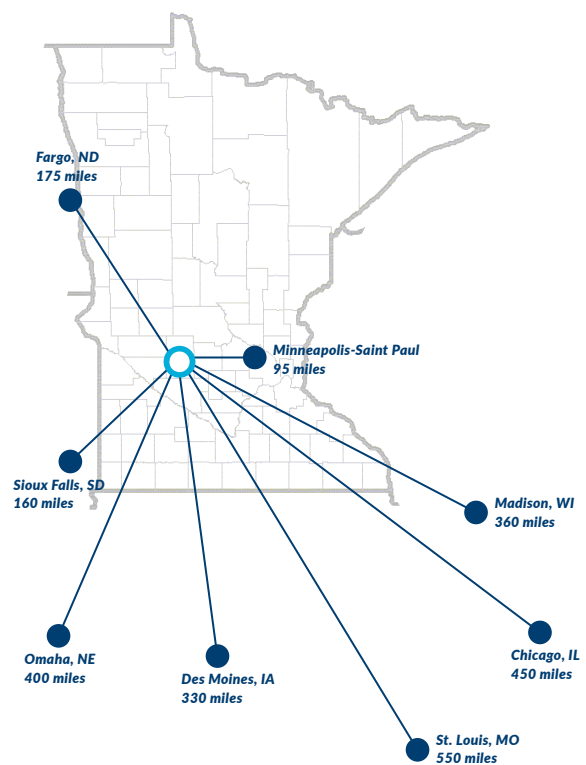 Fargo, ND
175 miles
Minneapolis-Saint Paul
95 miles
Sioux Falls, SD
160 miles
Madison, WI
360 miles
Omaha, NE
400 miles
Des Moines, IA
330 miles
Chicago, IL
450 miles
St. Louis, MO
550 miles